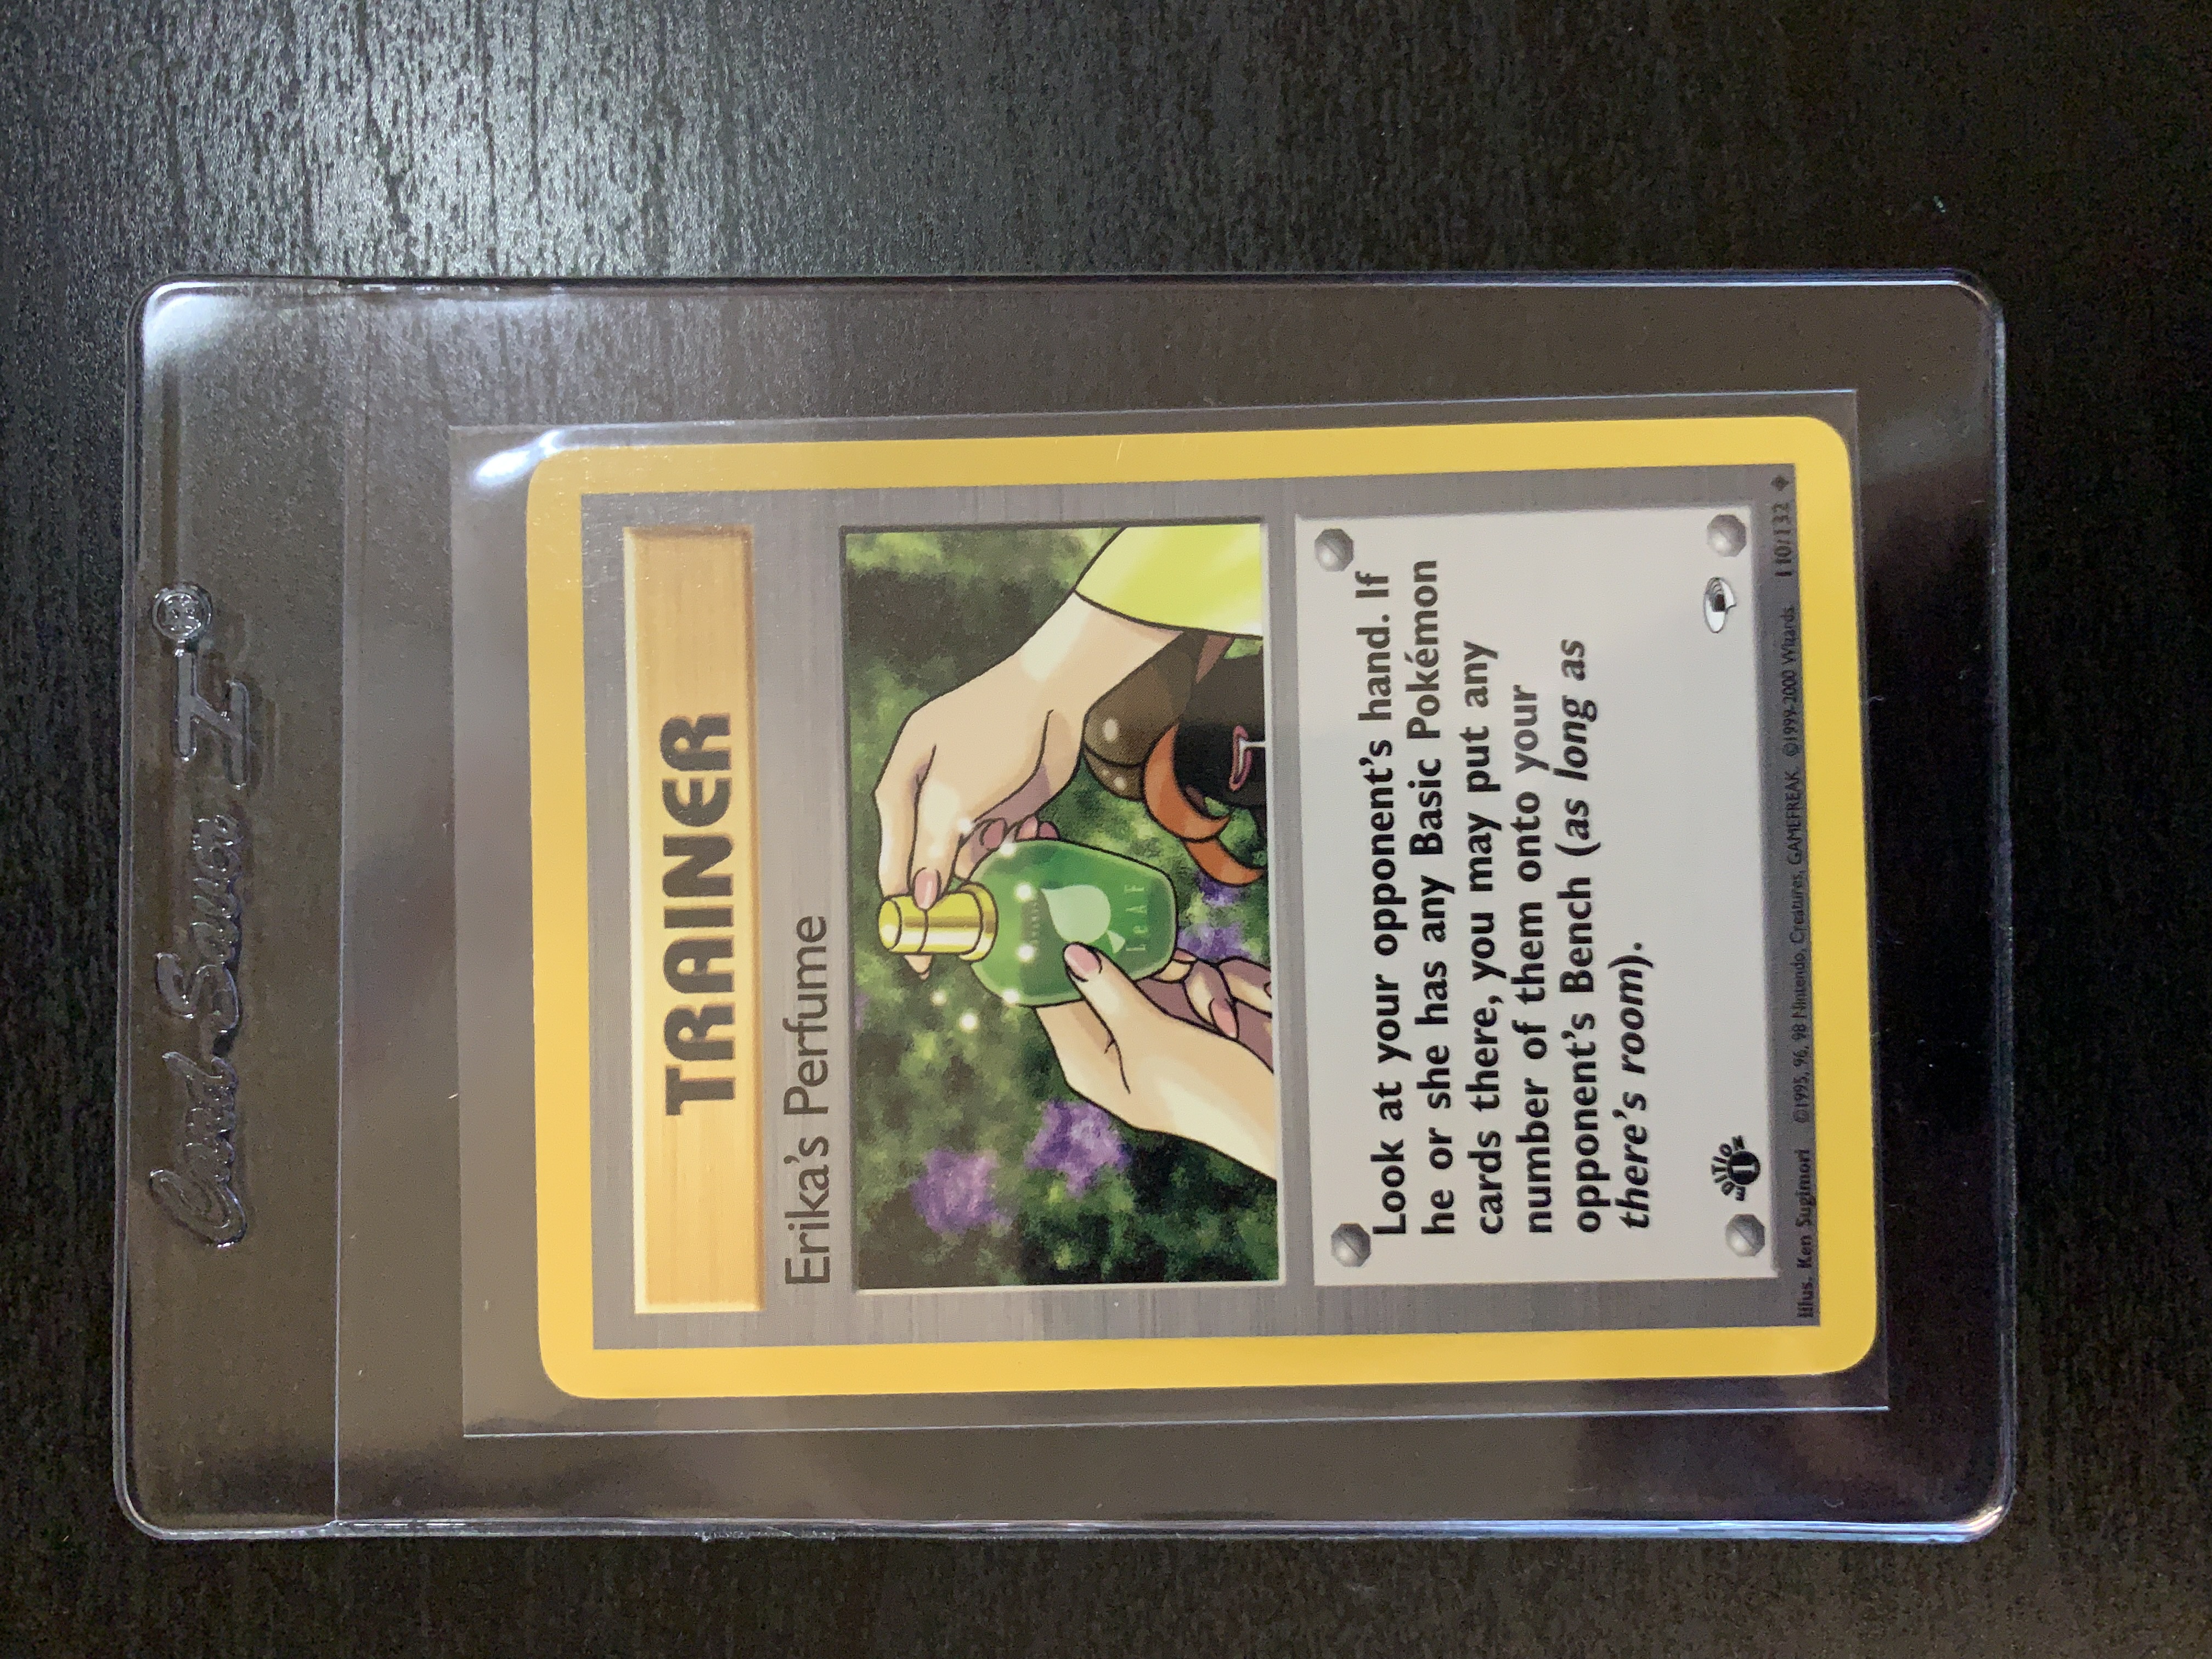 Card Saver I®
TRAINER
Erika's Perfume
LeAF
Look at your opponent's hand. If
he or she has any Basic Pokémon
cards there, you may put any
number of them onto your
opponent's Bench (as long as
there's room).
EDITION
1
Illus. Ken Sugimori ©1995, 96, 98 Nintendo, Creatures, GAMEFREAK. ©1999-2000 Wizards. 110/132 ◆